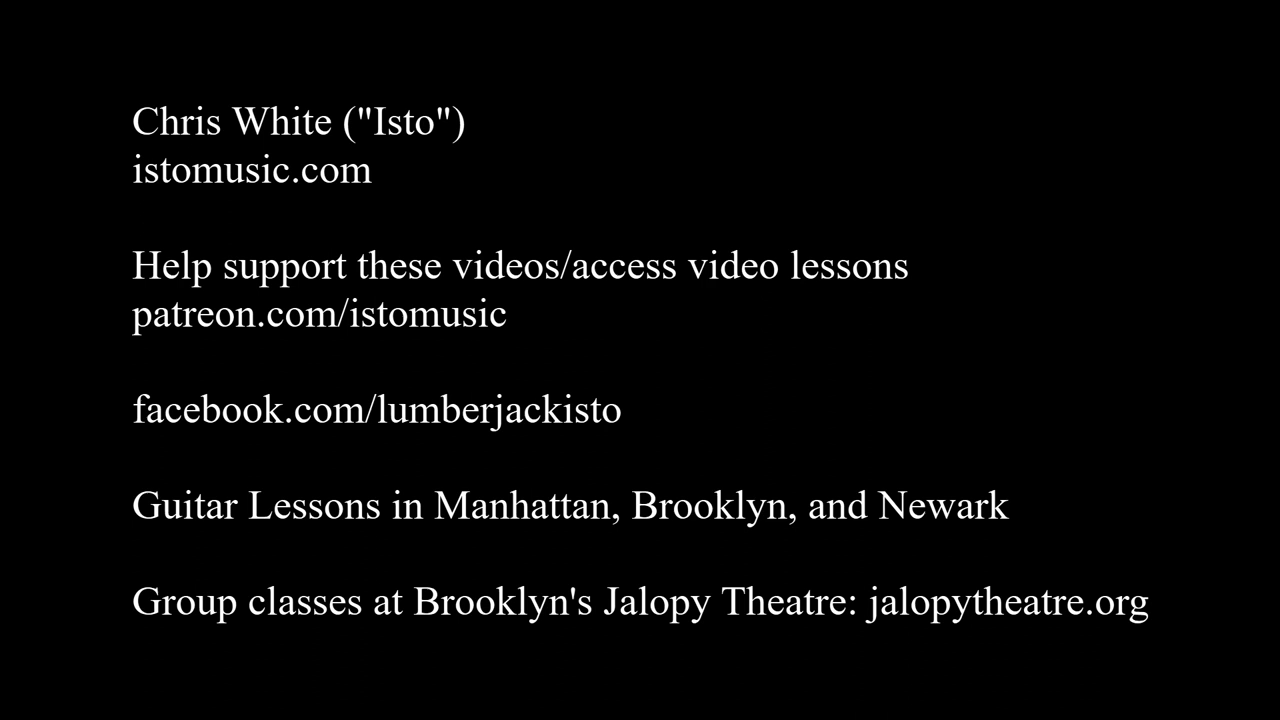 Chris White ("Isto")
istomusic.com
Help support these videos/access video lessons
patreon.com/istomusic
facebook.com/lumberjackisto
Guitar Lessons in Manhattan, Brooklyn, and Newark
Group classes at Brooklyn's Jalopy Theatre: jalopytheatre.org